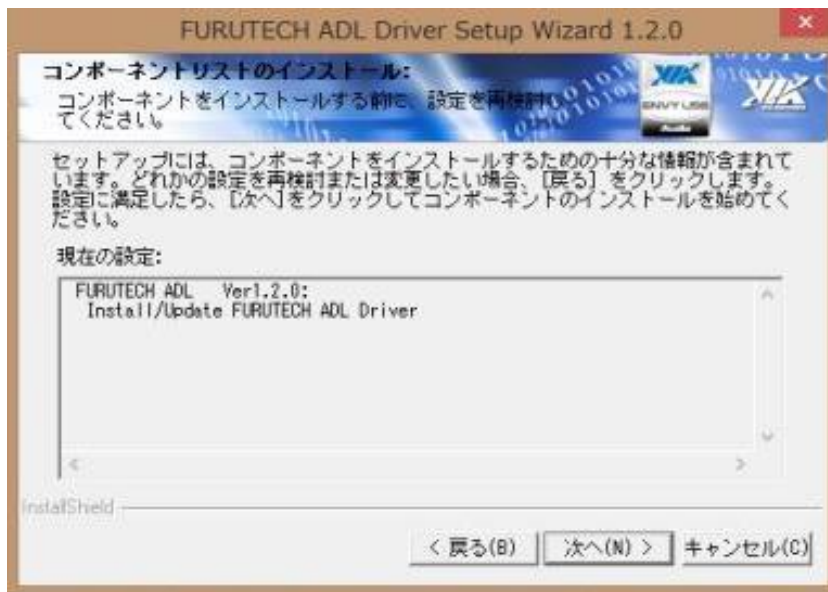 FURUTECH ADL Driver Setup Wizard 1.2.0
コンポーネントリストのインストール:
コンポーネントをインストールする前に、設定を再検討
てください。
VIA
ENVY USB
Audio
VIA
セットアップには、コンポーネントをインストールするための十分な情報が含まれて
います。どれかの設定を再検討または変更したい場合、[戻る] をクリックします。
設定に満足したら、[次へ]をクリックしてコンポーネントのインストールを始めてく
ださい。
現在の設定:
FURUTECH ADL Ver1.2.0:
Install/Update FURUTECH ADL Driver
InstallShield
< 戻る(B)
次へ(N) >
キャンセル(C)